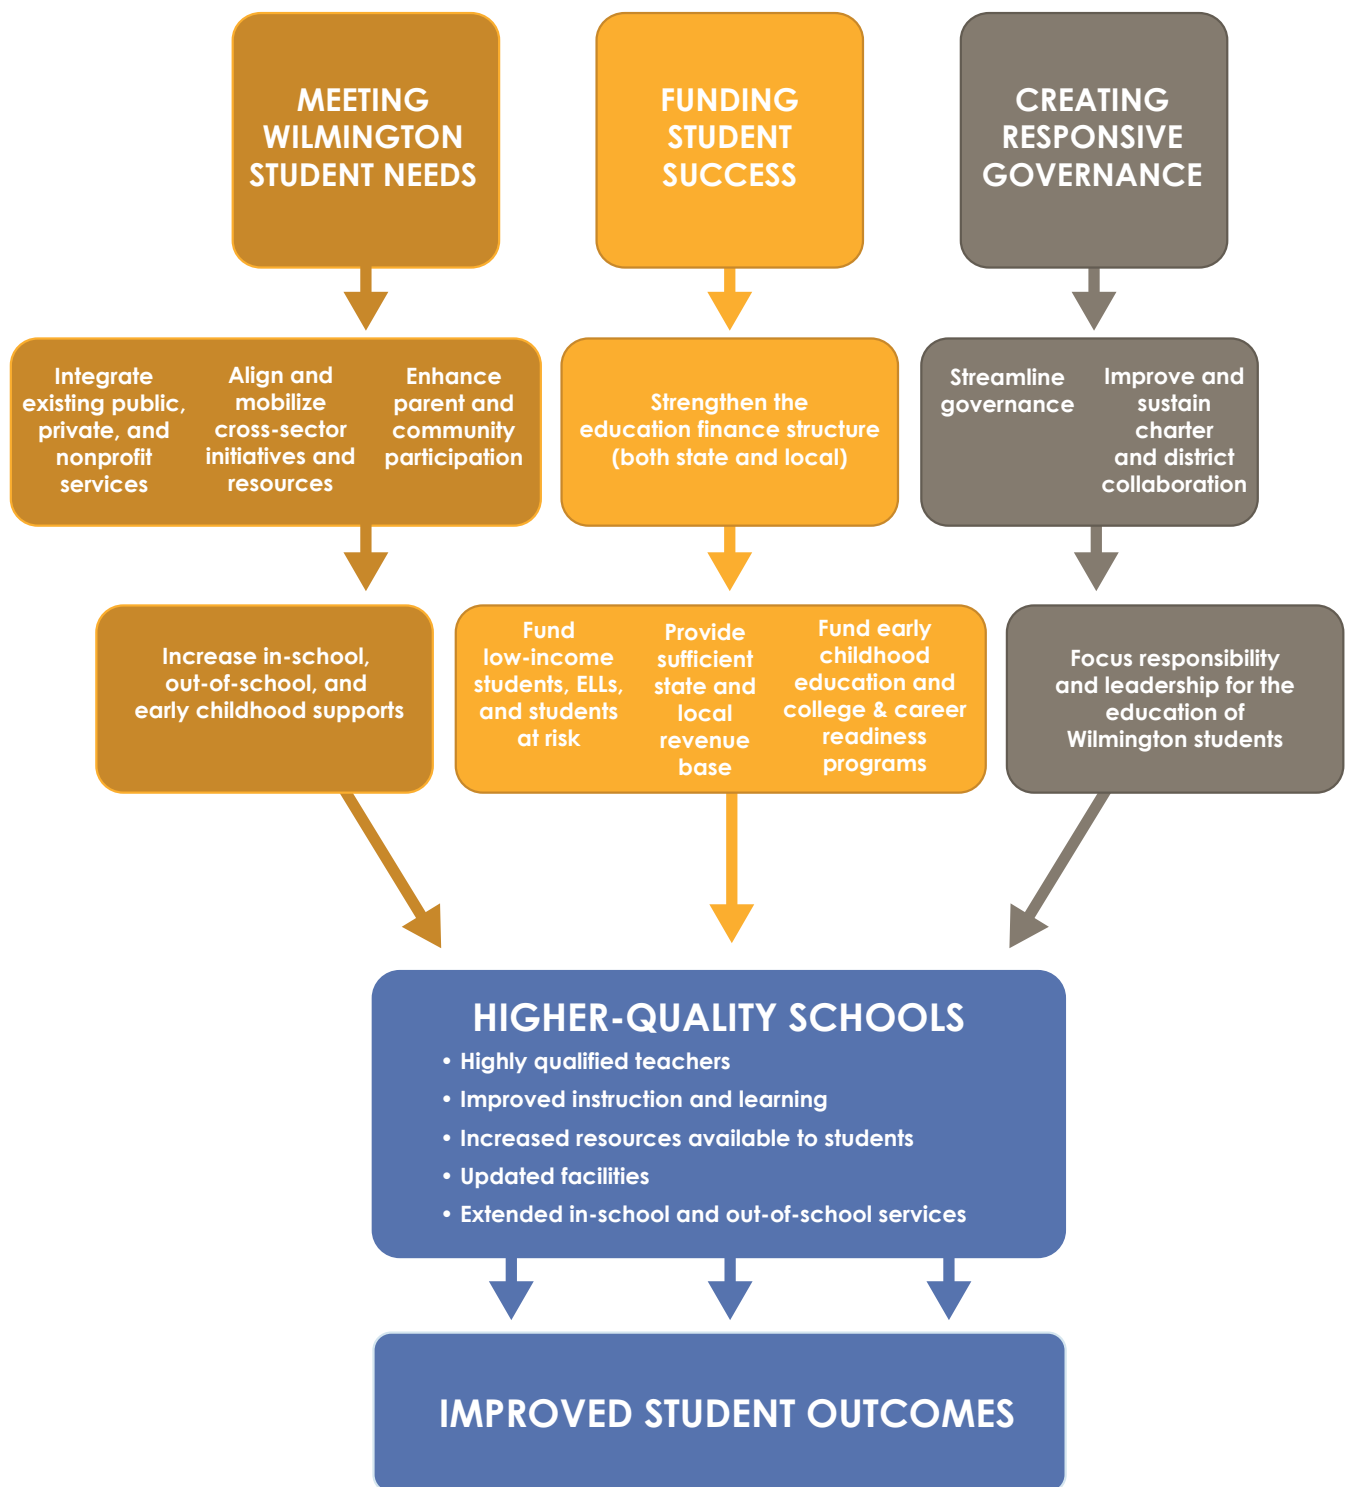 MEETING
WILMINGTON
STUDENT NEEDS
FUNDING
STUDENT
SUCCESS
CREATING
RESPONSIVE
GOVERNANCE
Integrate
existing public,
private, and
nonprofit
services
Align and
mobilize
cross-sector
initiatives and
resources
Enhance
parent and
community
participation
Strengthen the
education finance structure
(both state and local)
Streamline
governance
Improve and
sustain
charter
and district
collaboration
Increase in-school,
out-of-school, and
early childhood supports
Fund
low-income
students, ELLs,
and students
at risk
Provide
sufficient
state and
local
revenue
base
Fund early
childhood
education and
college & career
readiness
programs
Focus responsibility
and leadership for the
education of
Wilmington students
HIGHER-QUALITY SCHOOLS
• Highly qualified teachers
• Improved instruction and learning
• Increased resources available to students
• Updated facilities
• Extended in-school and out-of-school services
IMPROVED STUDENT OUTCOMES